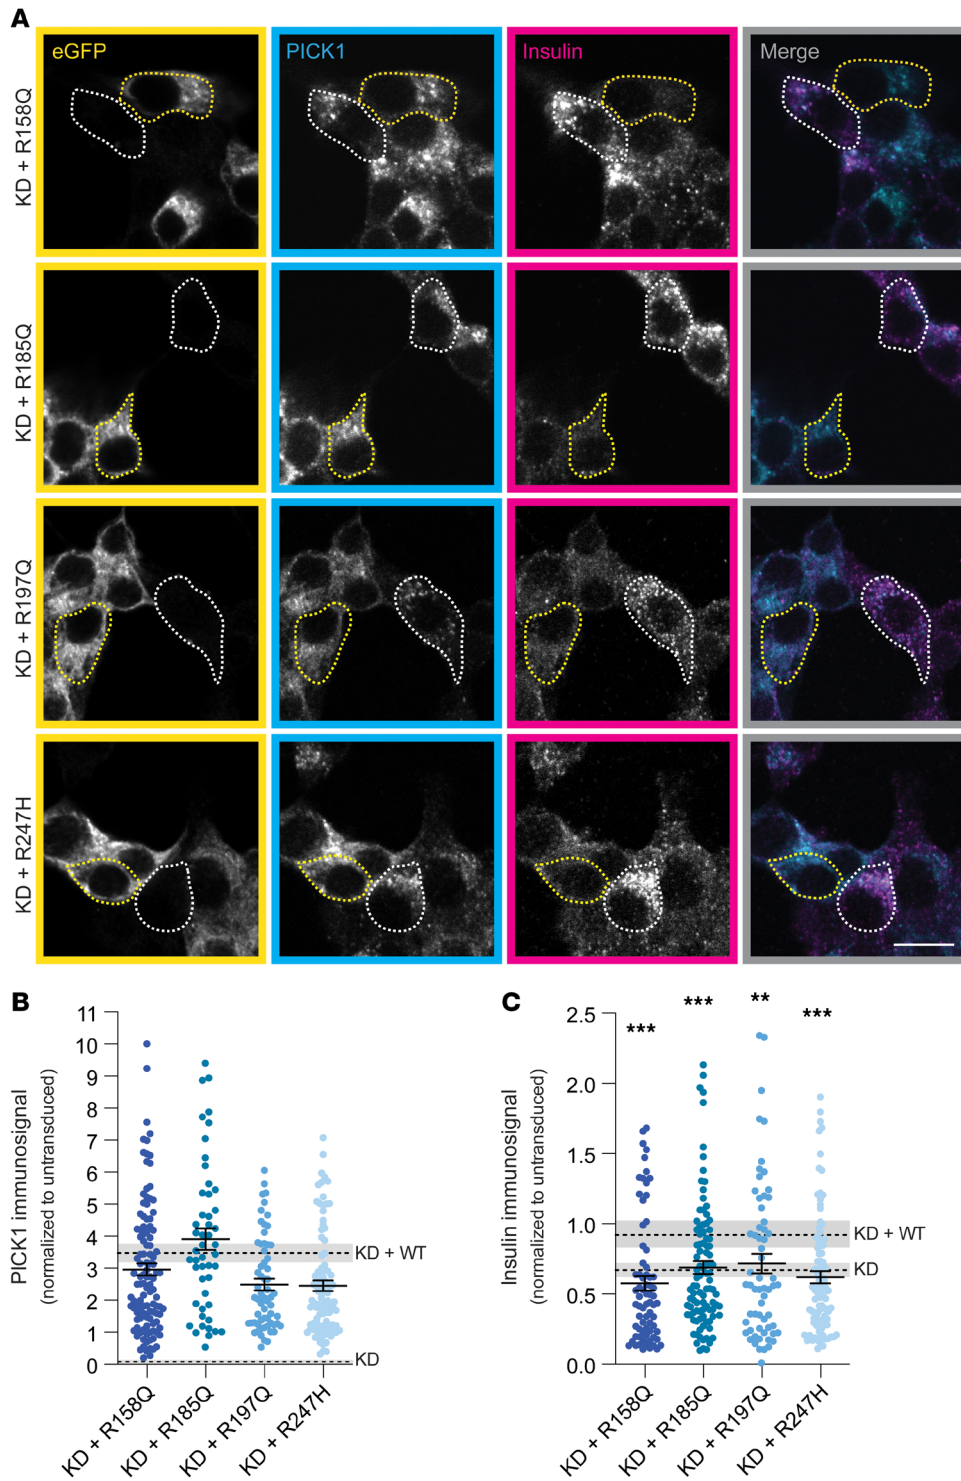 A
eGFP
PICK1
Insulin
Merge
KD + R158Q
KD + R185Q
KD + R197Q
KD + R247H
B
PICK1 immunosignal
(normalized to untransduced)
11
10
9
8
7
6
5
4
3
2
1
0
KD + WT
KD
KD + R158Q
KD + R185Q
KD + R197Q
KD + R247H
C
Insulin immunosignal
(normalized to untransduced)
2.5
2.0
1.5
1.0
0.5
0.0
***
***
**
***
KD + WT
KD
KD + R158Q
KD + R185Q
KD + R197Q
KD + R247H